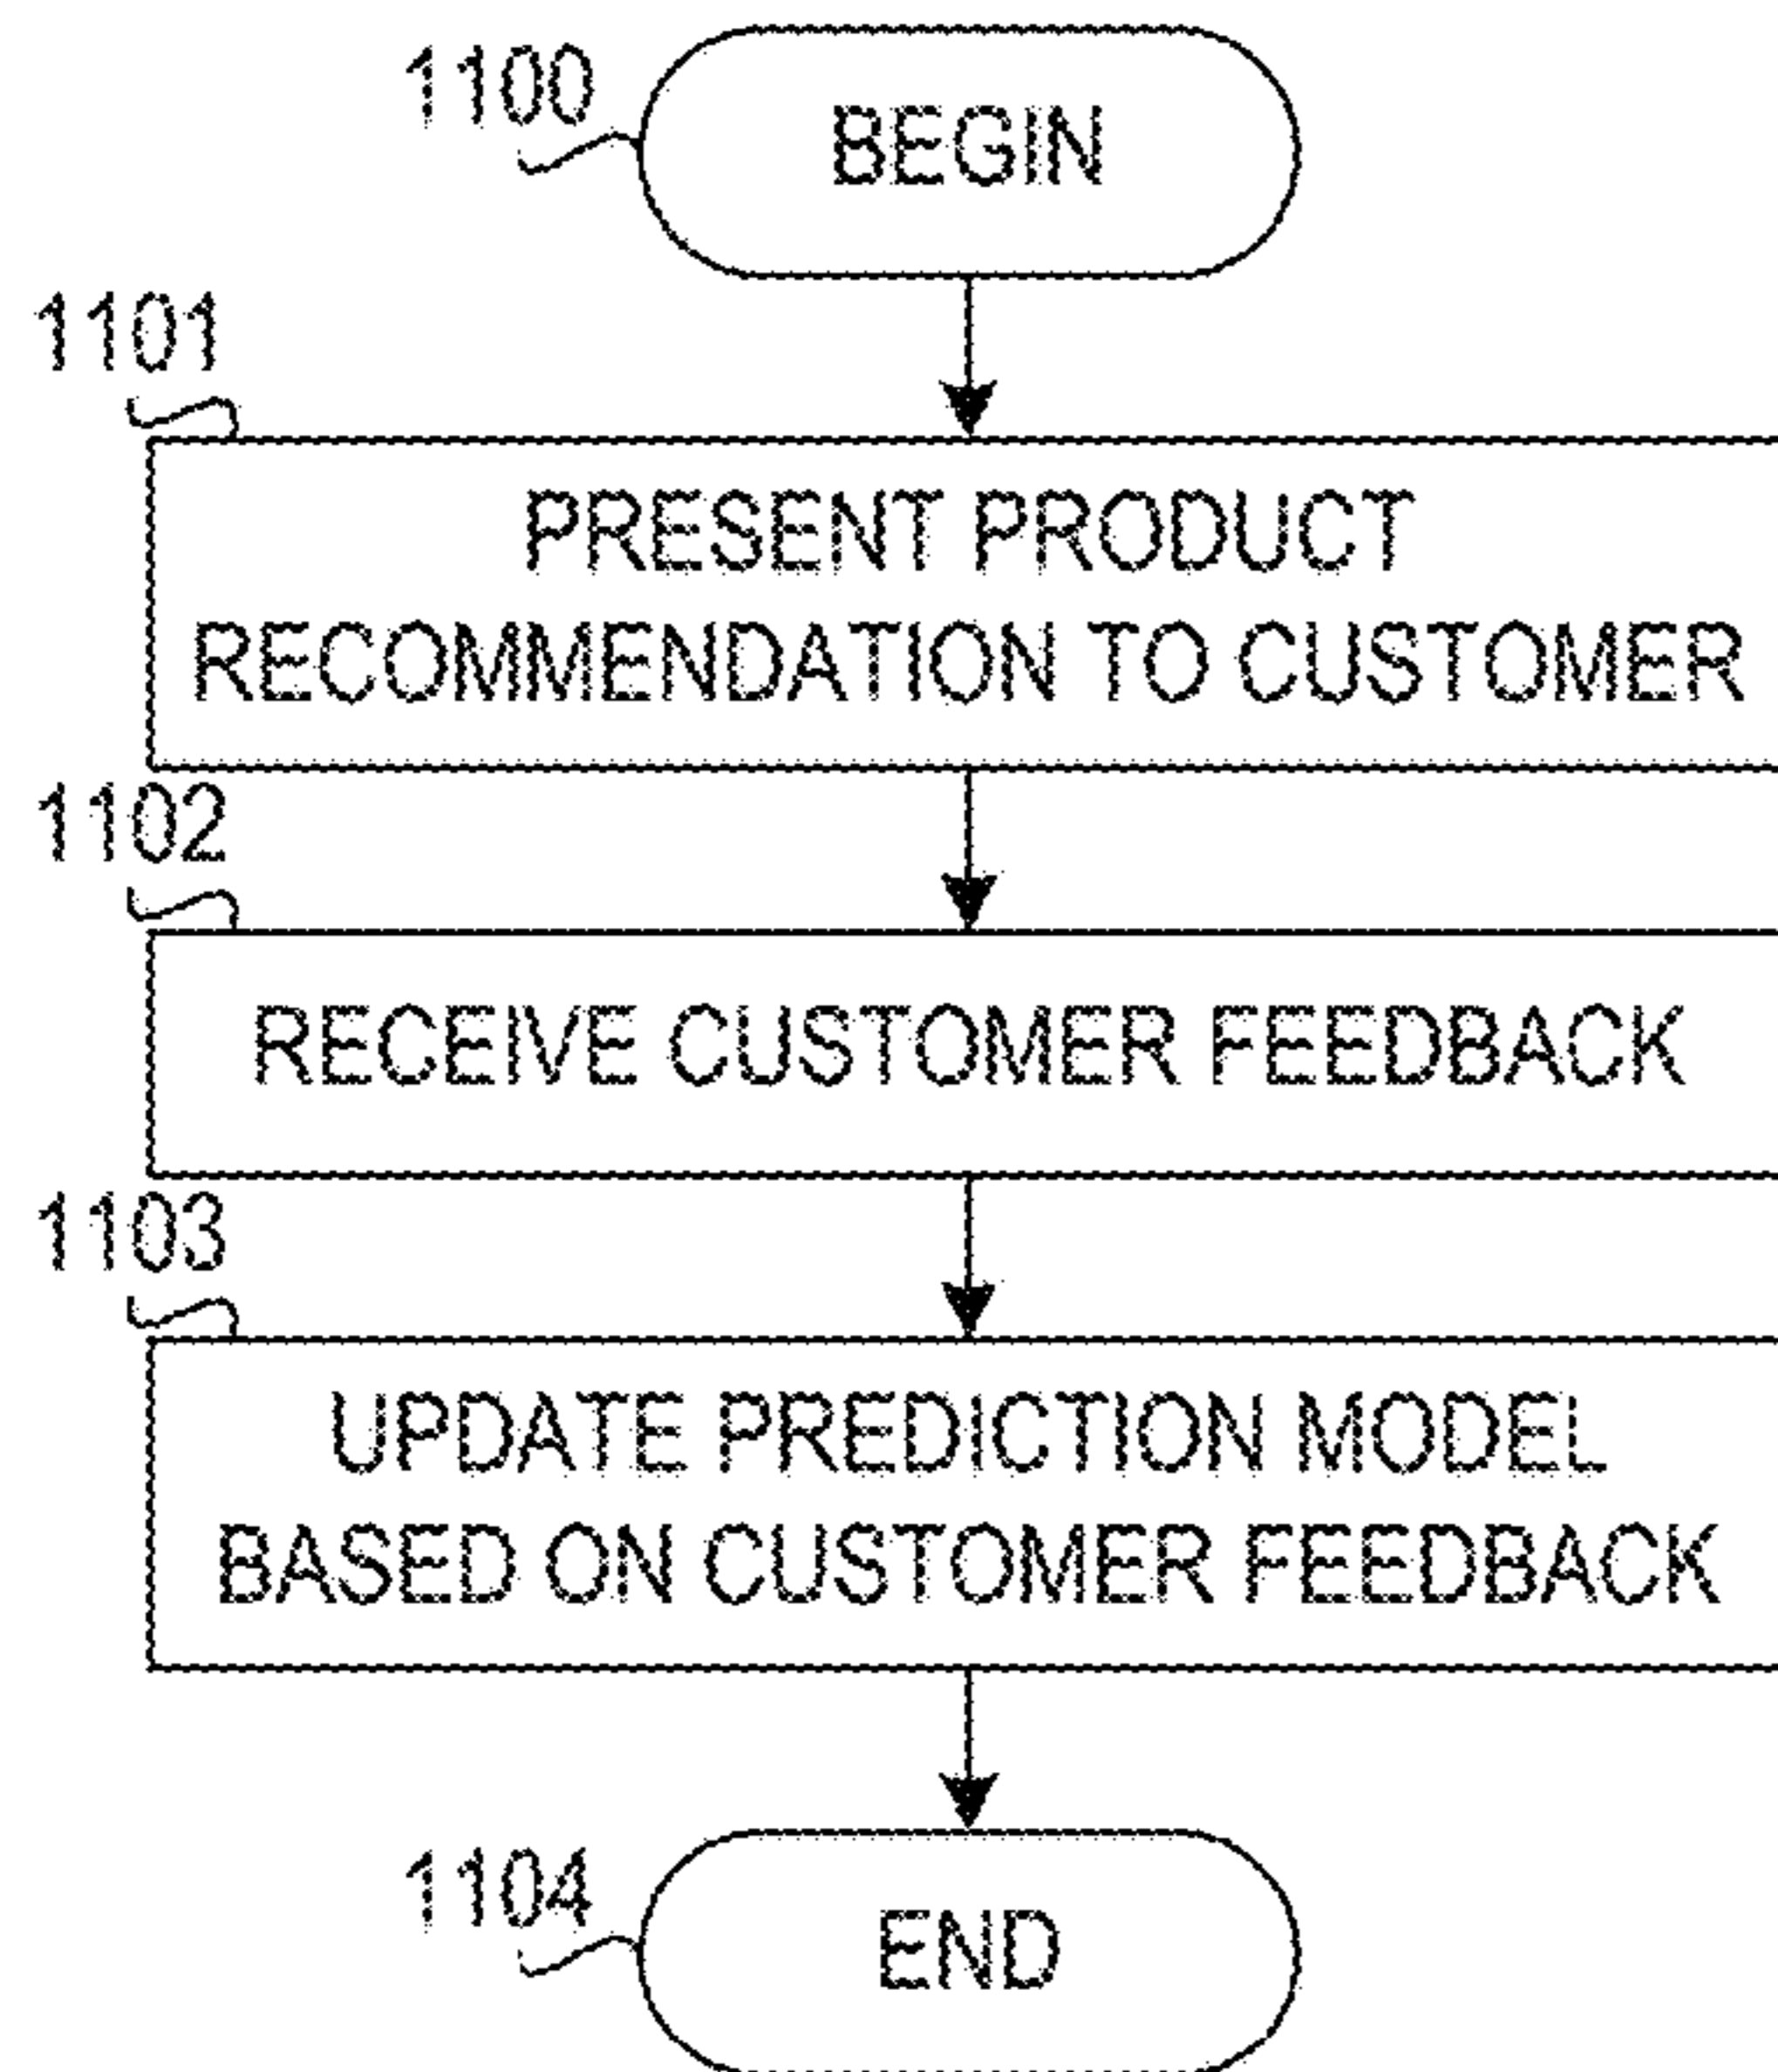 1100
BEGIN
1101
PRESENT PRODUCT
RECOMMENDATION TO CUSTOMER
1102
RECEIVE CUSTOMER FEEDBACK
1103
UPDATE PREDICTION MODEL
BASED ON CUSTOMER FEEDBACK
1104
END